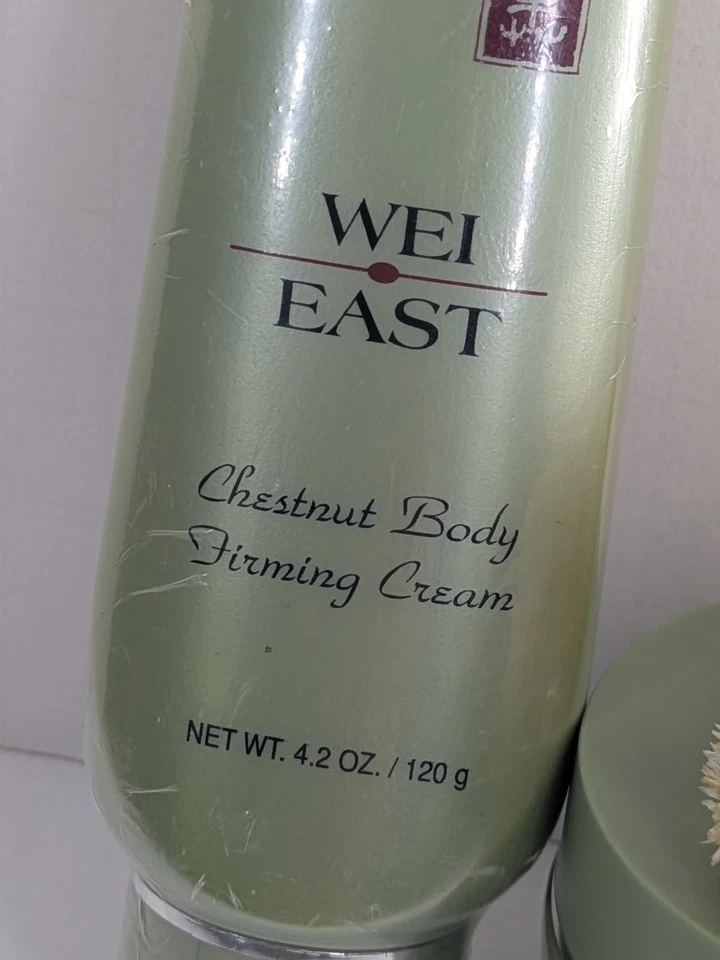 WEI
EAST
Chestnut Body
Firming Cream
NET WT. 4.2 OZ. / 120 g